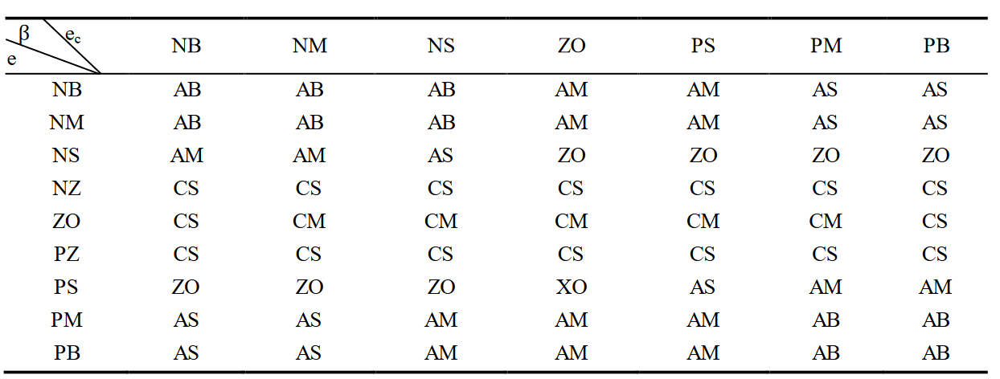 β e_c NB NM NS ZO PS PM PB
e
NB AB AB AB AM AM AS AS
NM AB AB AB AM AM AS AS
NS AM AM AS ZO ZO ZO ZO
NZ CS CS CS CS CS CS CS
ZO CS CM CM CM CM CM CS
PZ CS CS CS CS CS CS CS
PS ZO ZO ZO XO AS AM AM
PM AS AS AM AM AM AB AB
PB AS AS AM AM AM AB AB